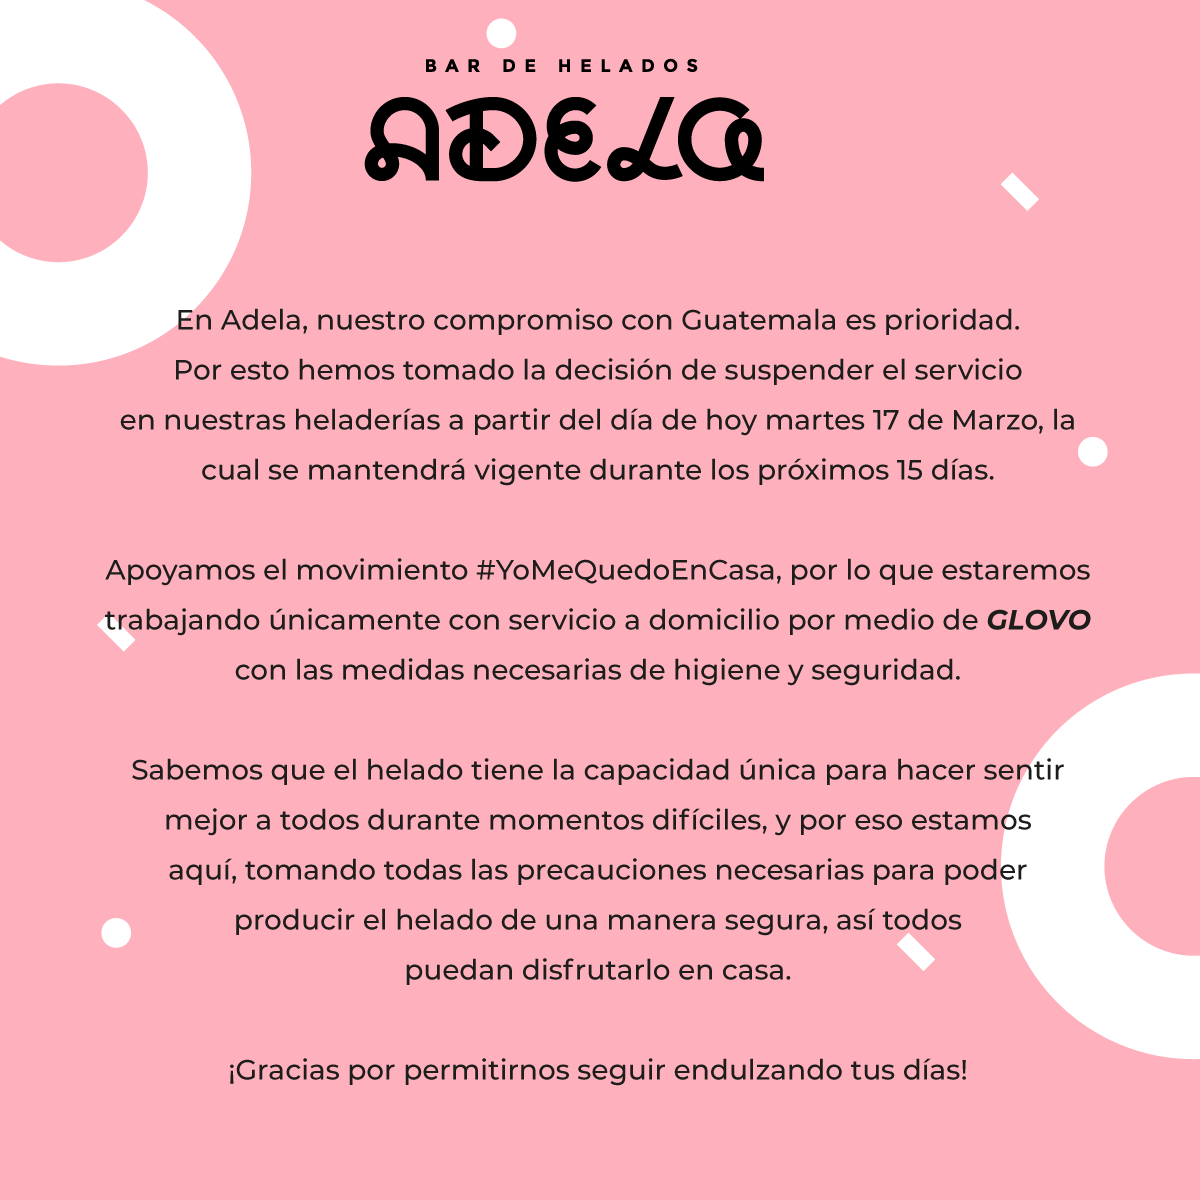 BAR DE HELADOS
ADELA
En Adela, nuestro compromiso con Guatemala es prioridad.
Por esto hemos tomado la decisión de suspender el servicio
en nuestras heladerías a partir del día de hoy martes 17 de Marzo, la
cual se mantendrá vigente durante los próximos 15 días.
Apoyamos el movimiento #YoMeQuedoEnCasa, por lo que estaremos
trabajando únicamente con servicio a domicilio por medio de GLOVO
con las medidas necesarias de higiene y seguridad.
Sabemos que el helado tiene la capacidad única para hacer sentir
mejor a todos durante momentos difíciles, y por eso estamos
aquí, tomando todas las precauciones necesarias para poder
producir el helado de una manera segura, así todos
puedan disfrutarlo en casa.
¡Gracias por permitirnos seguir endulzando tus días!